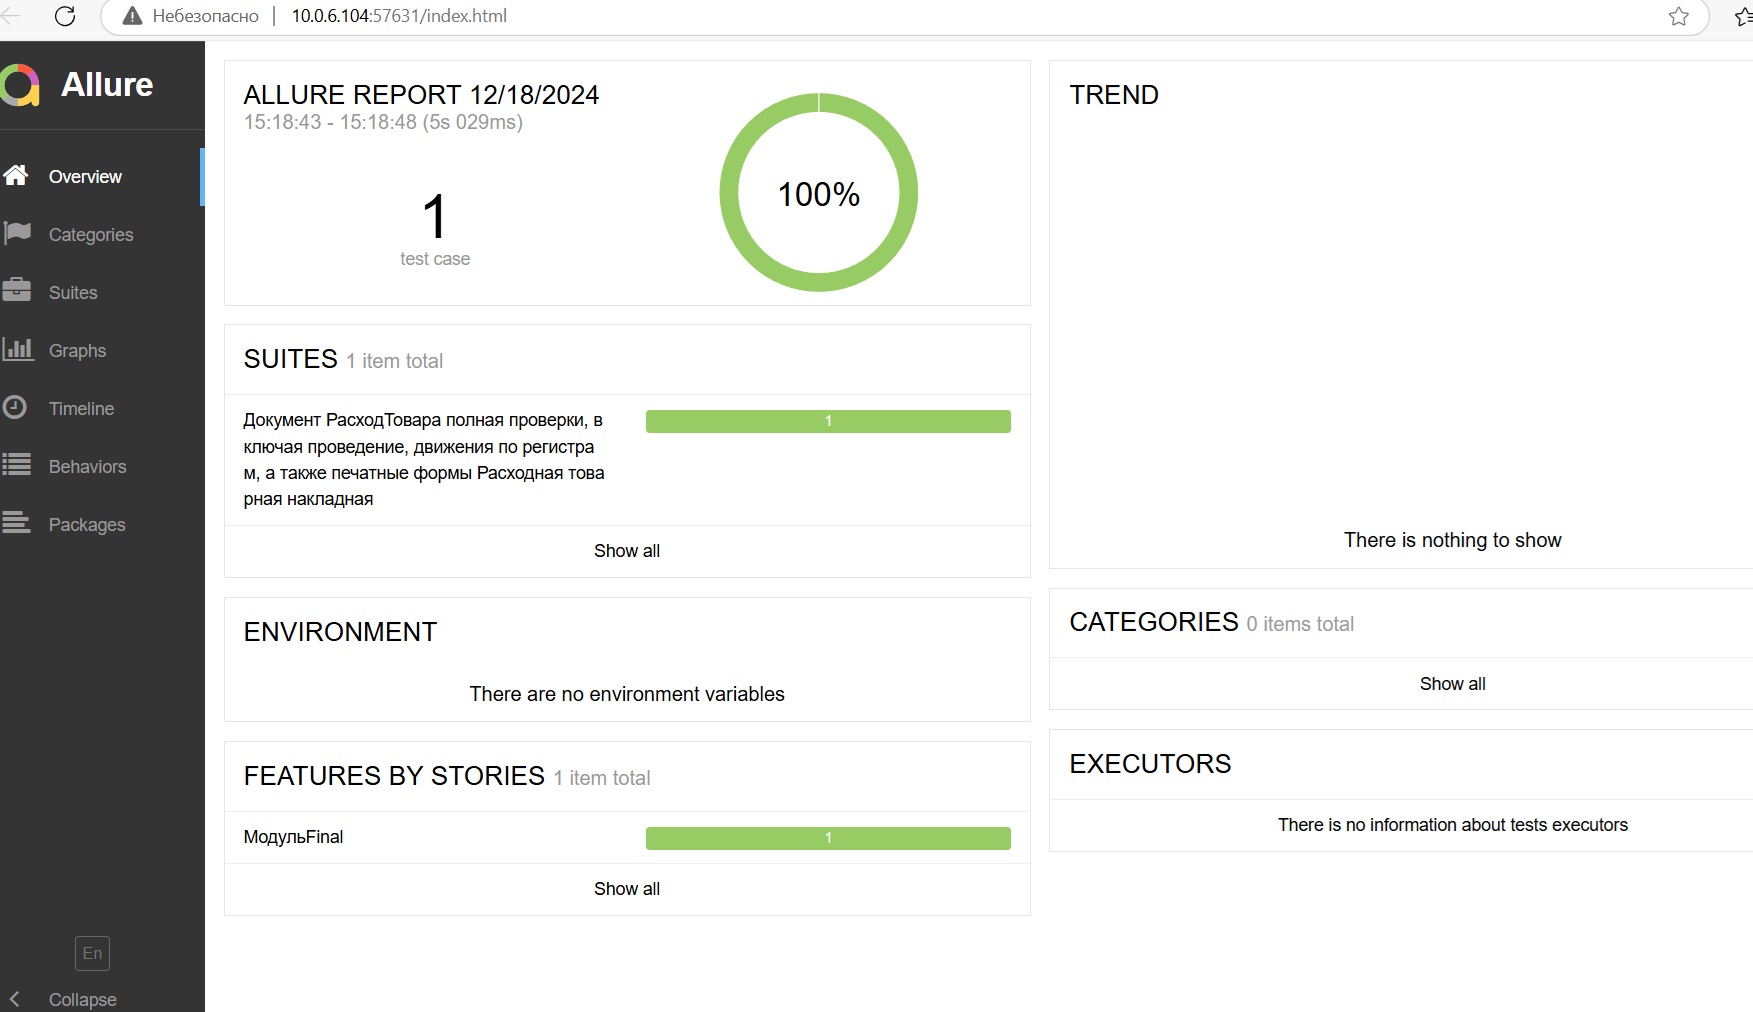 Небезопасно
10.0.6.104:57631/index.html
Allure
Overview
Categories
Suites
Graphs
Timeline
Behaviors
Packages
En
Collapse
ALLURE REPORT 12/18/2024
15:18:43 - 15:18:48 (5s 029ms)
1
test case
100%
SUITES 1 item total
Документ РасходТовара полная проверки, в
ключая проведение, движения по регистра
м, а также печатные формы Расходная това
рная накладная
1
Show all
ENVIRONMENT
There are no environment variables
FEATURES BY STORIES 1 item total
МодульFinal
1
Show all
TREND
There is nothing to show
CATEGORIES 0 items total
Show all
EXECUTORS
There is no information about tests executors